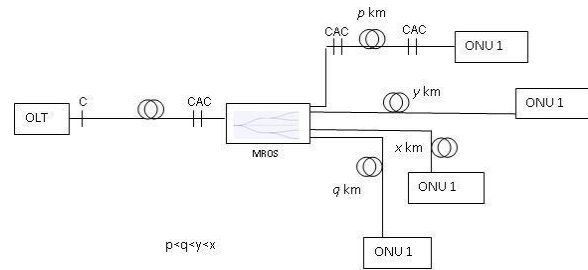 p km
CAC
CAC
ONU 1
C
CAC
y km
ONU 1
OLT
MROS
x km
ONU 1
q km
ONU 1
p<q<y<x